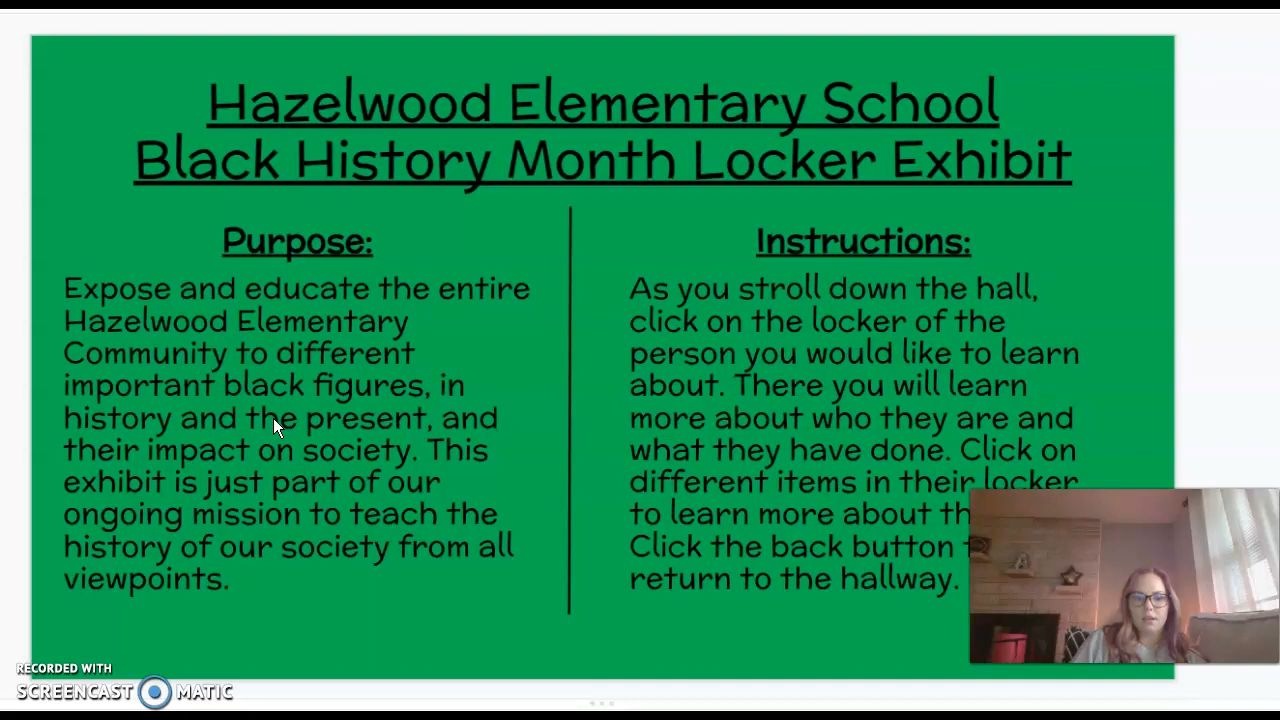 Hazelwood Elementary School
Black History Month Locker Exhibit
Purpose:
Expose and educate the entire
Hazelwood Elementary
Community to different
important black figures, in
history and the present, and
their impact on society. This
exhibit is just part of our
ongoing mission to teach the
history of our society from all
viewpoints.
Instructions:
As you stroll down the hall,
click on the locker of the
person you would like to learn
about. There you will learn
more about who they are and
what they have done. Click on
different items in their locker
to learn more about
Click the back button
return to the hallway.
RECORDED WITH
SCREENCAST MATIC